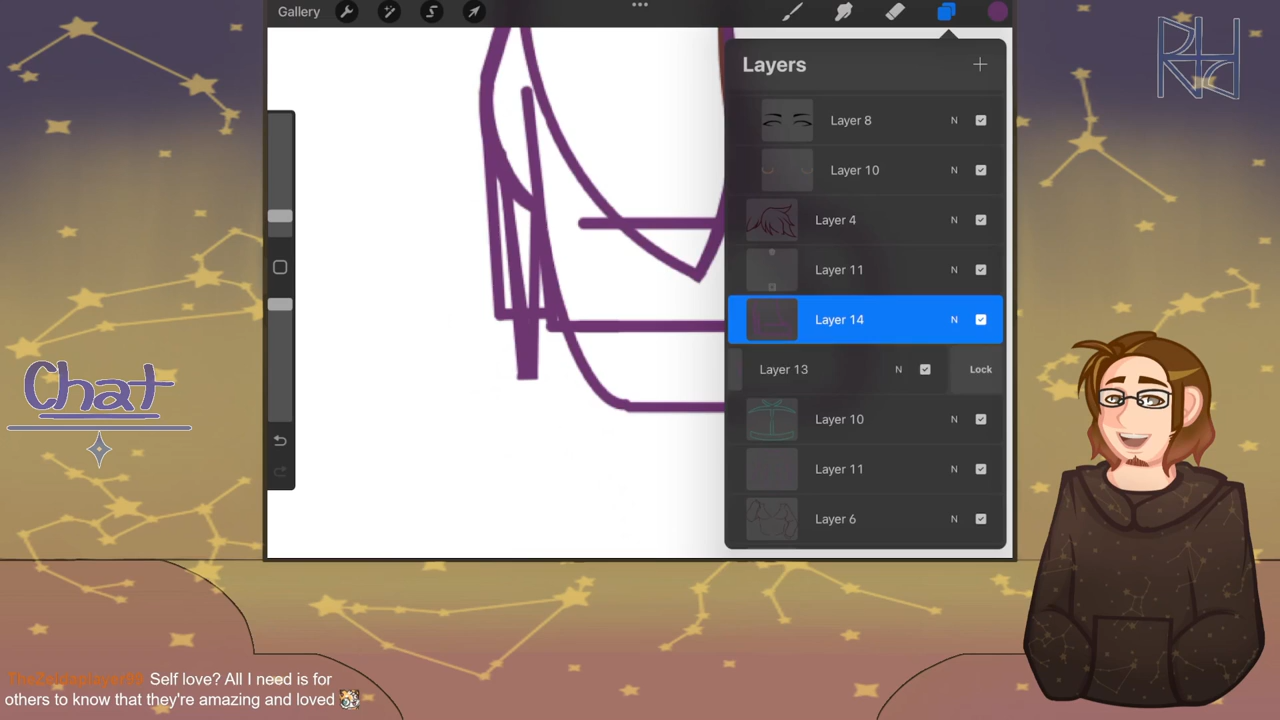 Gallery
Layers
Layer 8 N
Layer 10 N
Layer 4 N
Layer 11 N
Layer 14 N
Layer 13 N Lock
Layer 10 N
Layer 11 N
Layer 6 N
Chat
Self love? All I need is for
others to know that they're amazing and loved